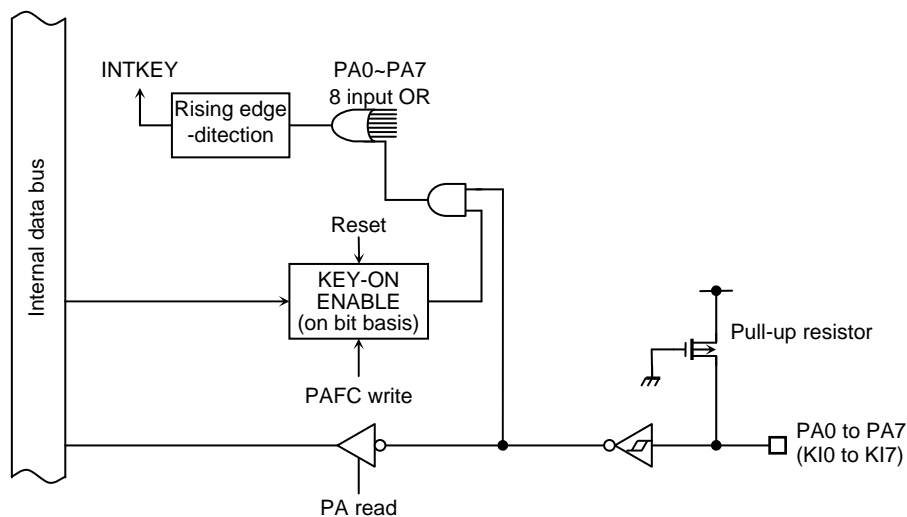 INTKEY
PA0~PA7
8 input OR
Rising edge
-ditection
Internal data bus
Reset
KEY-ON
ENABLE
(on bit basis)
Pull-up resistor
PAFC write
PA0 to PA7
(KI0 to KI7)
PA read